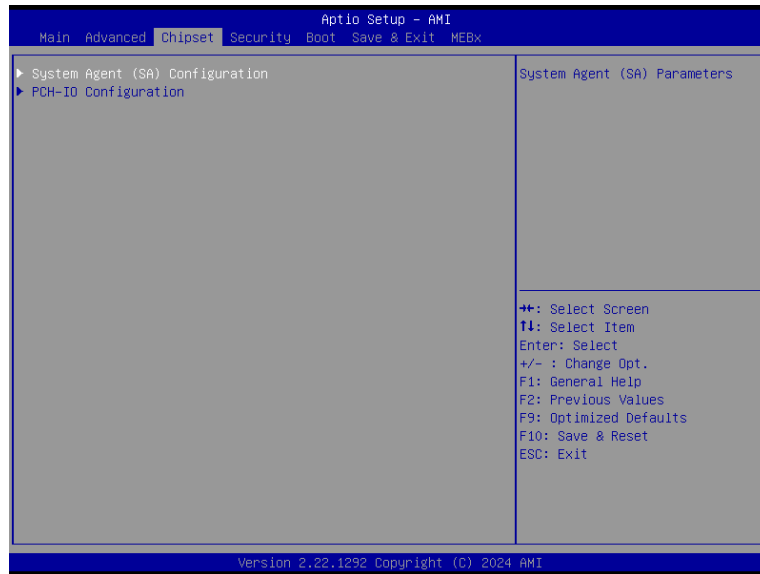 Aptio Setup – AMI
Main Advanced Chipset Security Boot Save & Exit MEBx
▶ System Agent (SA) Configuration
▶ PCH-IO Configuration
System Agent (SA) Parameters
→←: Select Screen
↑↓: Select Item
Enter: Select
+/- : Change Opt.
F1: General Help
F2: Previous Values
F9: Optimized Defaults
F10: Save & Reset
ESC: Exit
Version 2.22.1292 Copyright (C) 2024 AMI